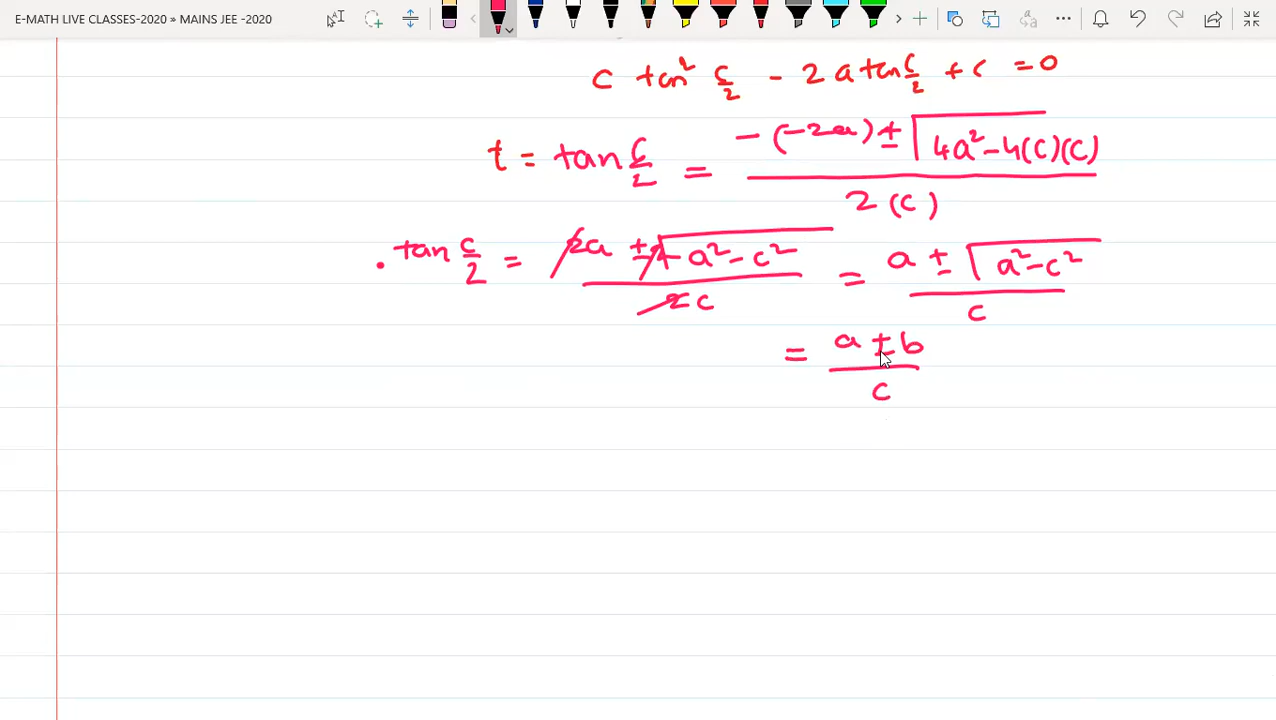 E-MATH LIVE CLASSES-2020 » MAINS JEE -2020
c tan² c/2 - 2a tan c/2 + c = 0
t = tan c/2 = (-(-2a) ± √(4a²-4(c)(c))) / 2(c)
. tan c/2 = (2a ± 2√(a²-c²)) / 2c = (a ± √(a²-c²)) / c
= (a ± b) / c